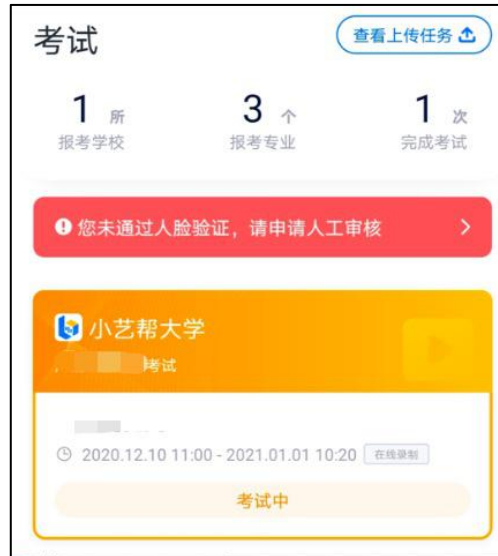 考试
查看上传任务
1 所
3 个
1 次
报考学校
报考专业
完成考试
您未通过人脸验证，请申请人工审核
小艺帮大学
考试
2020.12.10 11:00 - 2021.01.01 10:20 在线录制
考试中